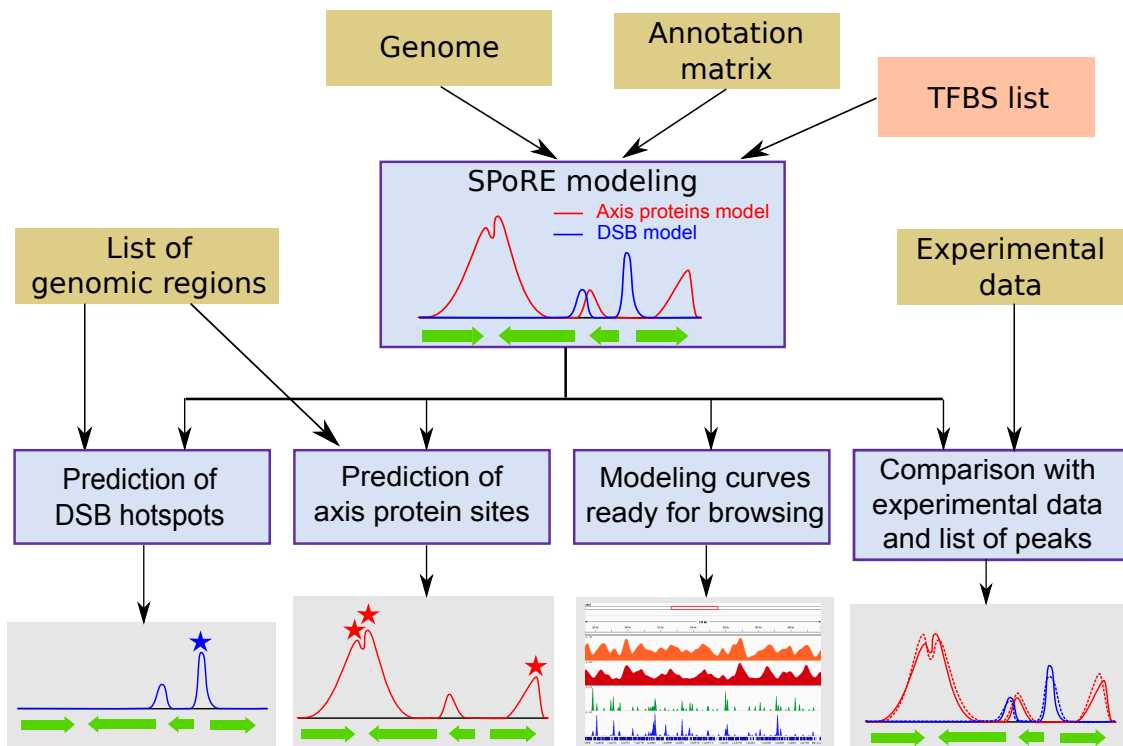 Genome
Annotation
matrix
TFBS list
SPoRE modeling
Axis proteins model
DSB model
List of
genomic regions
Experimental
data
Prediction of
DSB hotspots
Prediction of
axis protein sites
Modeling curves
ready for browsing
Comparison with
experimental data
and list of peaks